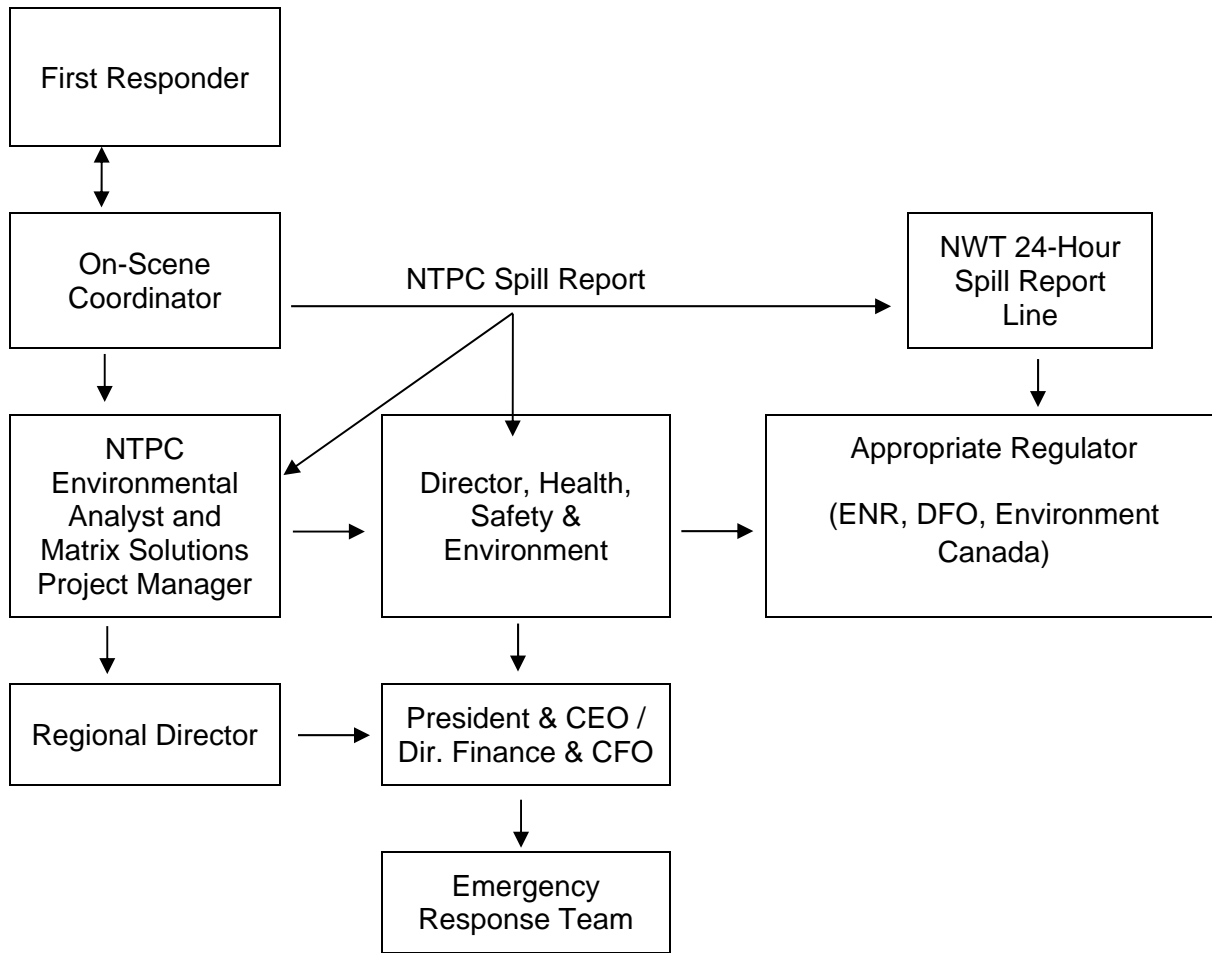 First Responder
On-Scene
Coordinator
NTPC Spill Report
NWT 24-Hour
Spill Report
Line
NTPC
Environmental
Analyst and
Matrix Solutions
Project Manager
Director, Health,
Safety &
Environment
Appropriate Regulator
(ENR, DFO, Environment
Canada)
Regional Director
President & CEO /
Dir. Finance & CFO
Emergency
Response Team